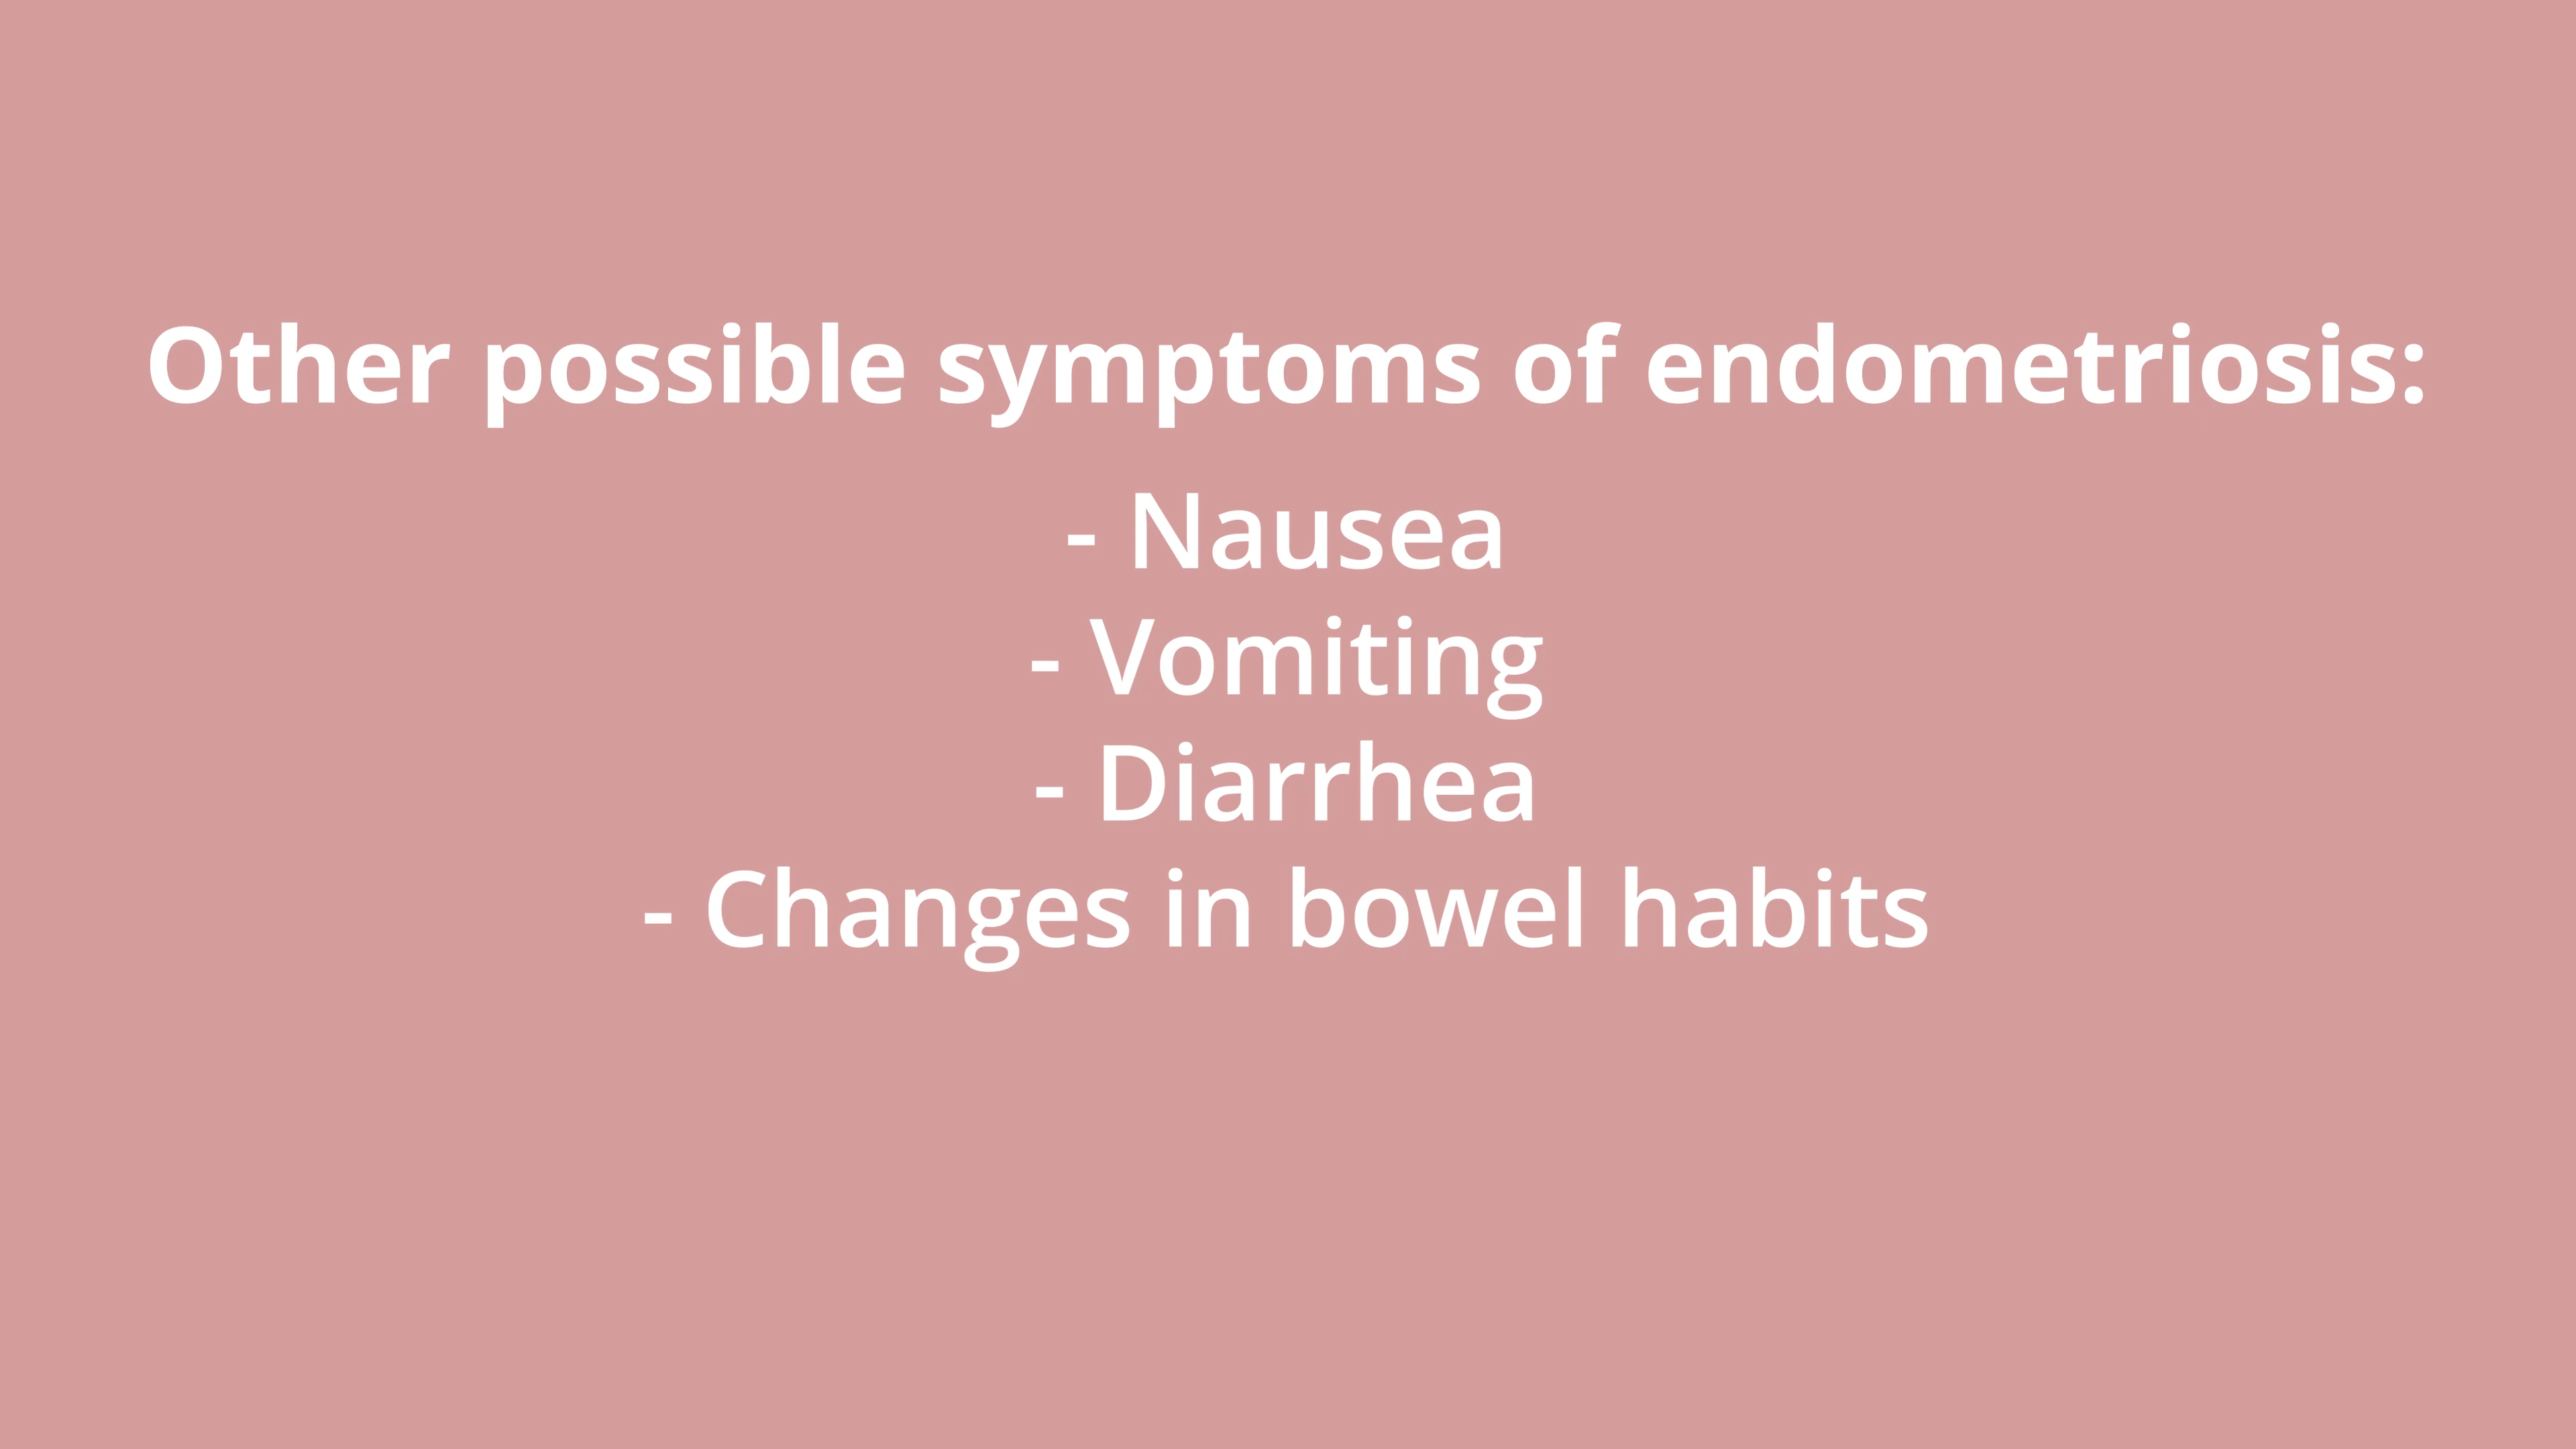 Other possible symptoms of endometriosis:
- Nausea
- Vomiting
- Diarrhea
- Changes in bowel habits